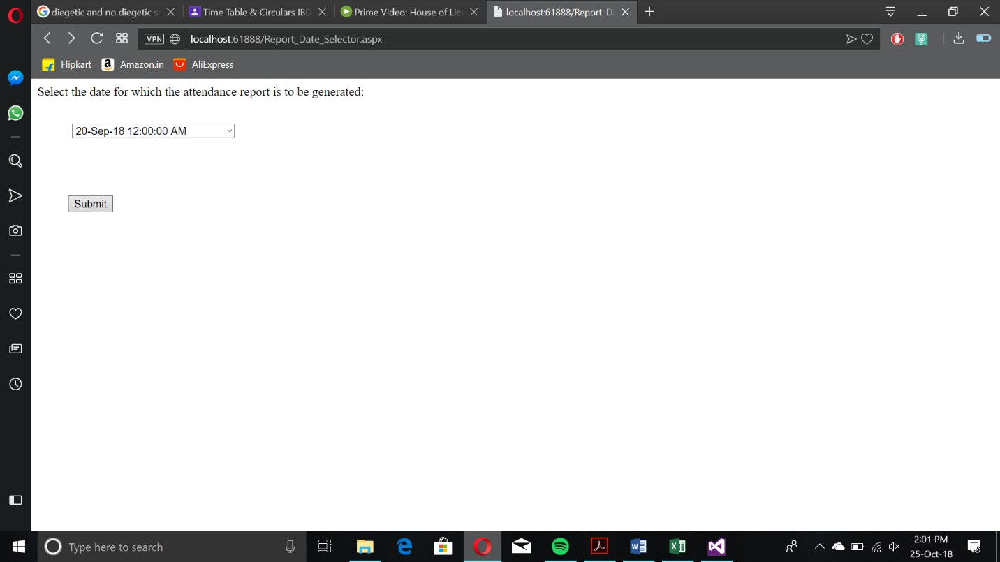 diegetic and no diegetic s
Time Table & Circulars IBD
Prime Video: House of Lies
localhost:61888/Report_Da
VPN
localhost:61888/Report_Date_Selector.aspx
Flipkart
Amazon.in
AliExpress
Select the date for which the attendance report is to be generated:
20-Sep-18 12:00:00 AM
Submit
Type here to search
2:01 PM
25-Oct-18